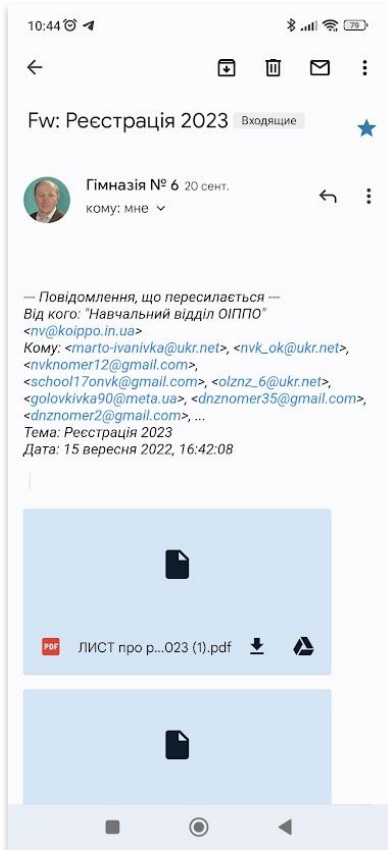 10:44
79
Fw: Реєстрація 2023 Входящие
Гімназія № 6 20 сент.
кому: мне
--- Повідомлення, що пересилається ---
Від кого: "Навчальний відділ ОІППО"
<nv@koippo.in.ua>
Кому: <marto-ivanivka@ukr.net>, <nvk_ok@ukr.net>,
<nvknomer12@gmail.com>,
<school17onvk@gmail.com>, <olznz_6@ukr.net>,
<golovkivka90@meta.ua>, <dnznomer35@gmail.com>,
<dnznomer2@gmail.com>, ...
Тема: Реєстрація 2023
Дата: 15 вересня 2022, 16:42:08
PDF ЛИСТ про р...023 (1).pdf